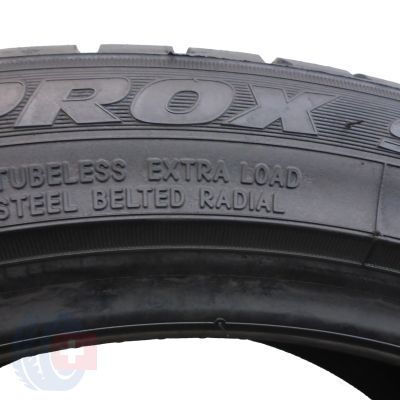 PROX S
TUBELESS EXTRA LOAD
STEEL BELTED RADIAL